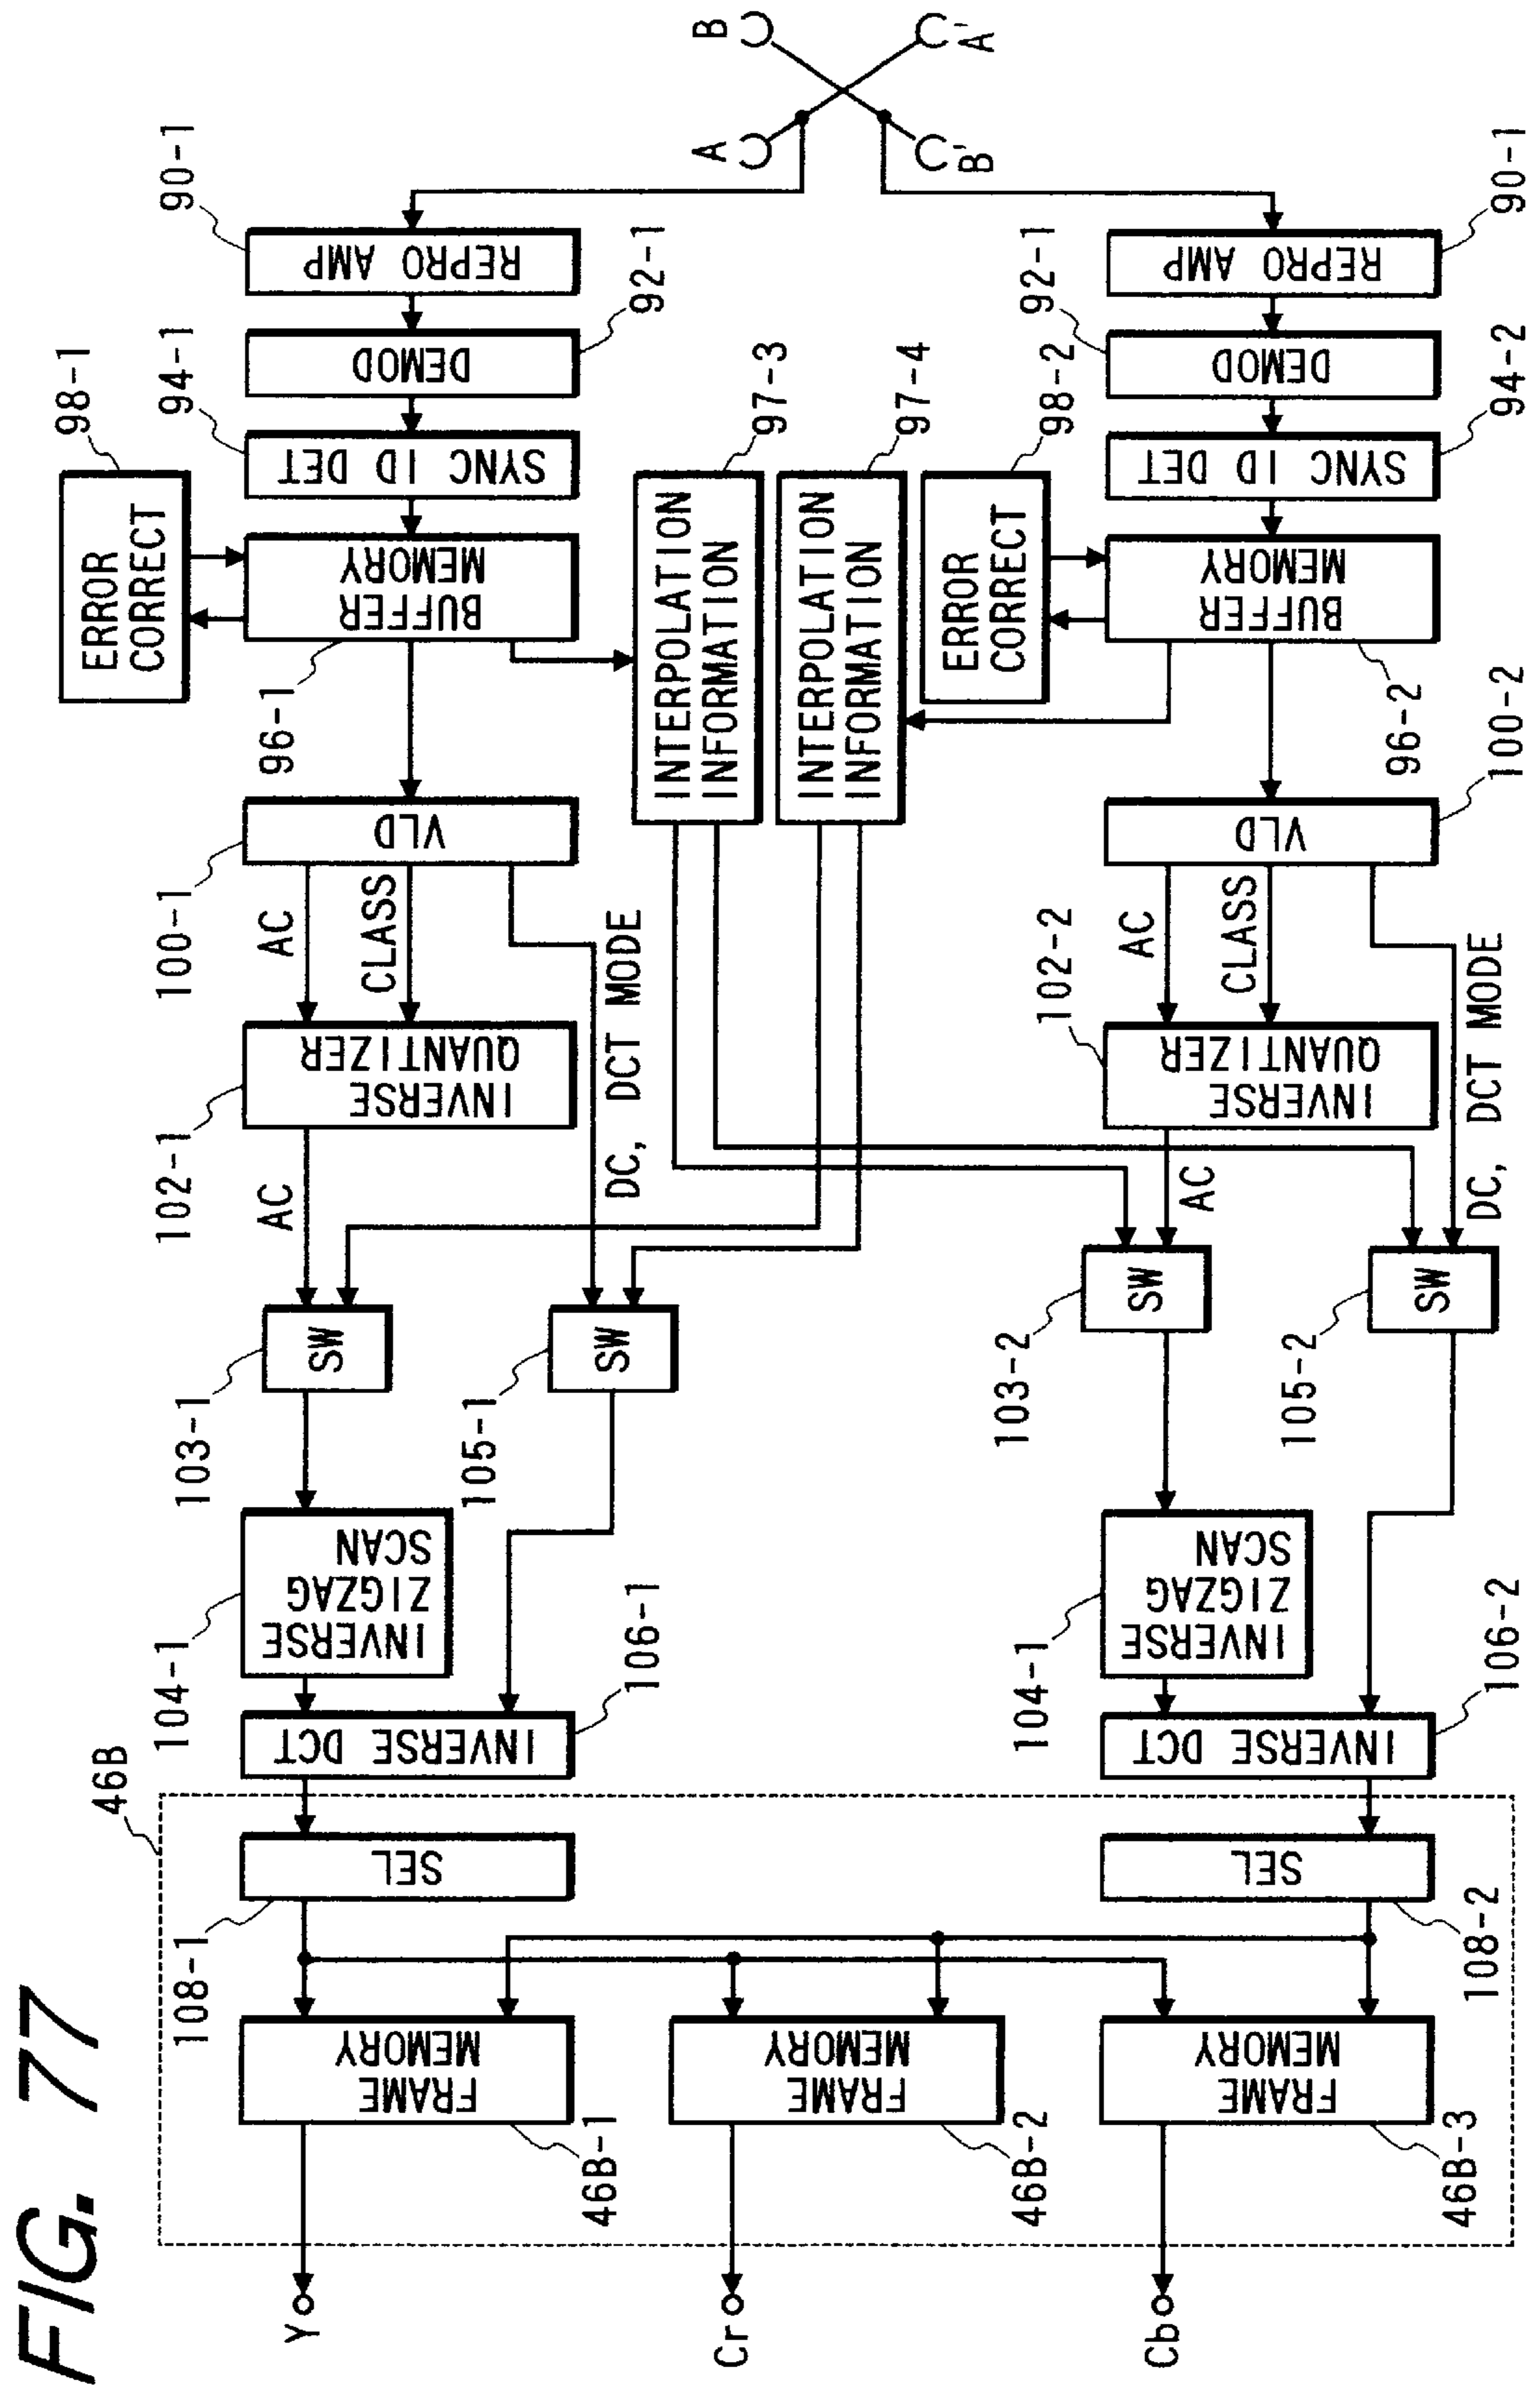 FIG. 77
B
A
A'
B'
90-1
REPRO AMP
92-1
DEMOD
94-1
SYNC ID DET
98-1
ERROR
CORRECT
BUFFER
MEMORY
96-1
97-3
INTERPOLATION
INFORMATION
97-4
INTERPOLATION
INFORMATION
98-2
ERROR
CORRECT
90-1
REPRO AMP
92-1
DEMOD
94-2
SYNC ID DET
BUFFER
MEMORY
96-2
100-1
VLD
AC
CLASS
DC, DCT MODE
102-1
INVERSE
QUANTIZER
AC
100-2
VLD
AC
CLASS
DC, DCT MODE
102-2
INVERSE
QUANTIZER
AC
103-1
SW
105-1
SW
103-2
SW
105-2
SW
104-1
INVERSE
ZIGZAG
SCAN
106-1
INVERSE DCT
104-1
INVERSE
ZIGZAG
SCAN
106-2
INVERSE DCT
46B
SEL
108-1
SEL
108-2
FRAME
MEMORY
46B-1
FRAME
MEMORY
46B-2
FRAME
MEMORY
46B-3
Y
Cr
Cb